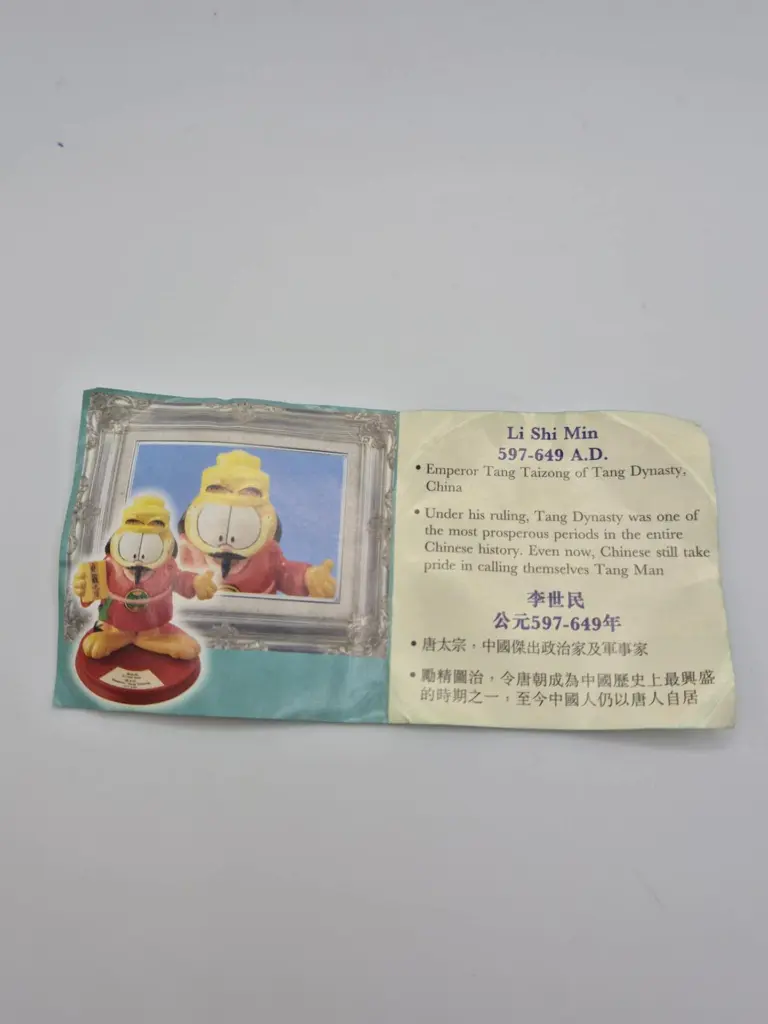 Li Shi Min
597-649 A.D.
• Emperor Tang Taizong of Tang Dynasty,
China
• Under his ruling, Tang Dynasty was one of
the most prosperous periods in the entire
Chinese history. Even now, Chinese still take
pride in calling themselves Tang Man
李世民
公元597-649年
• 唐太宗，中國傑出政治家及軍事家
• 勵精圖治，令唐朝成為中國歷史上最興盛
的時期之一，至今中國人仍以唐人自居